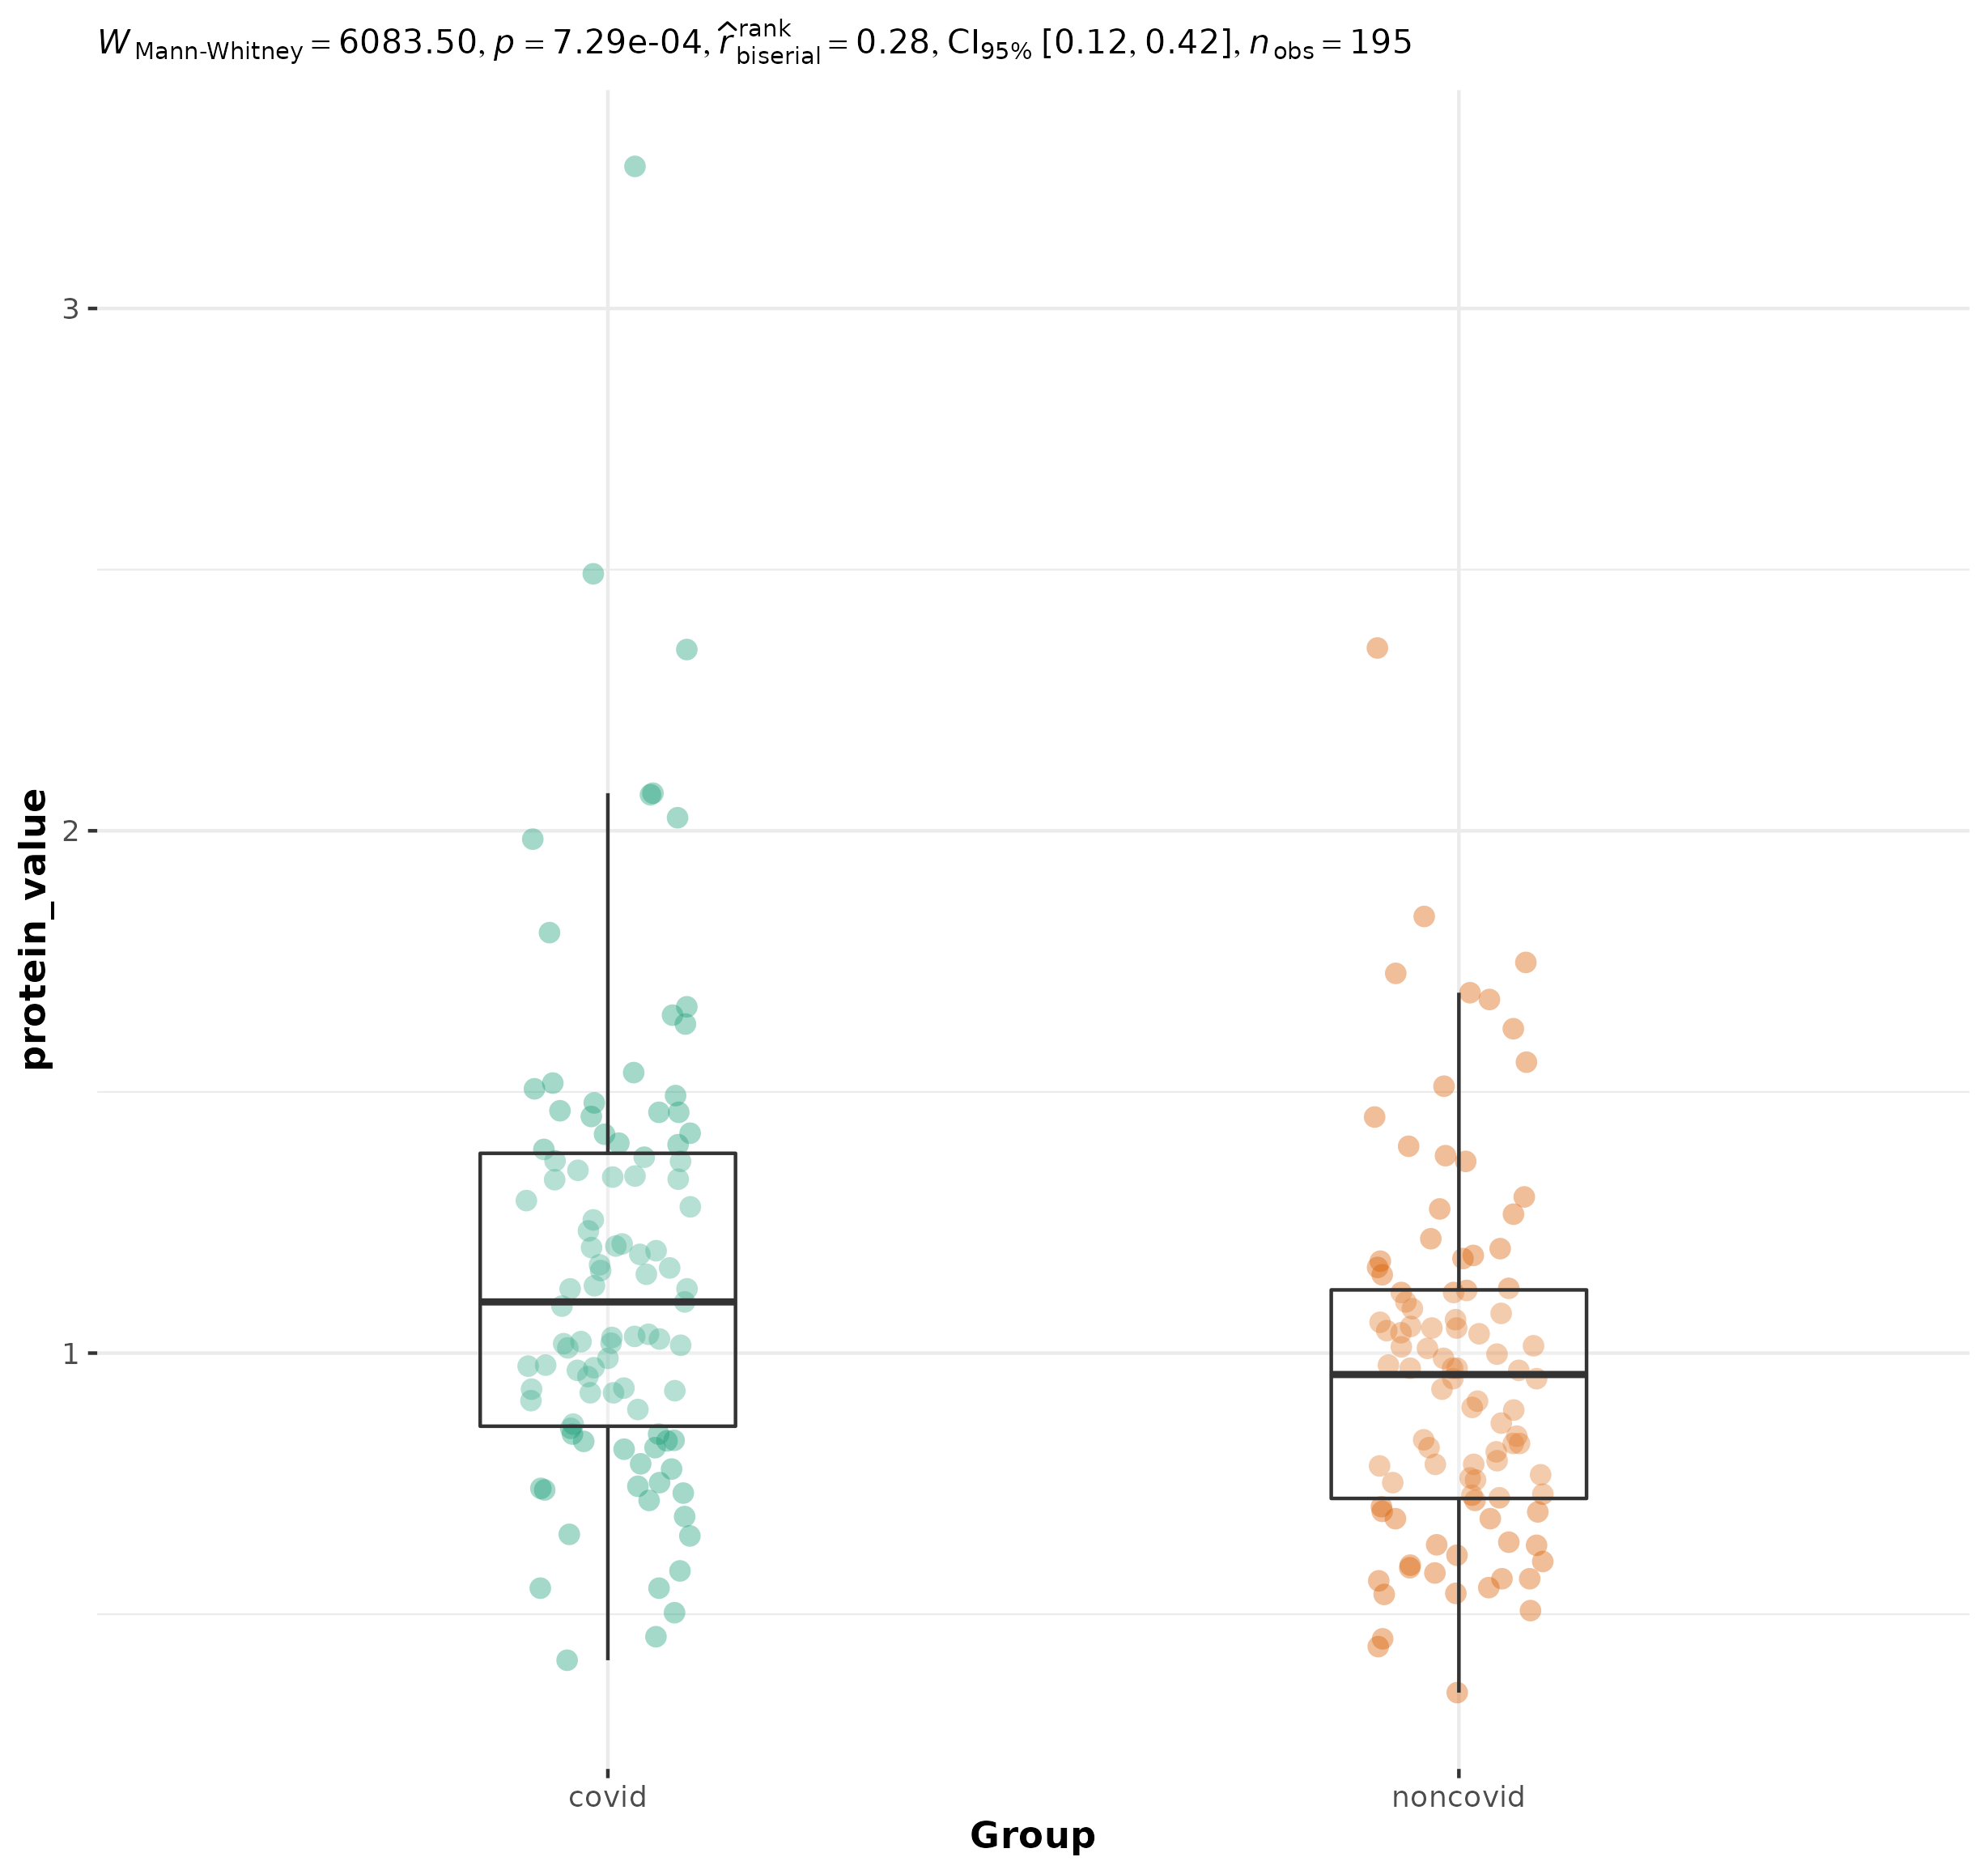 W Mann-Whitney = 6083.50, p = 7.29e-04, r̂ rank biserial = 0.28, CI95% [0.12, 0.42], nobs = 195
3
2
1
protein_value
covid noncovid
Group